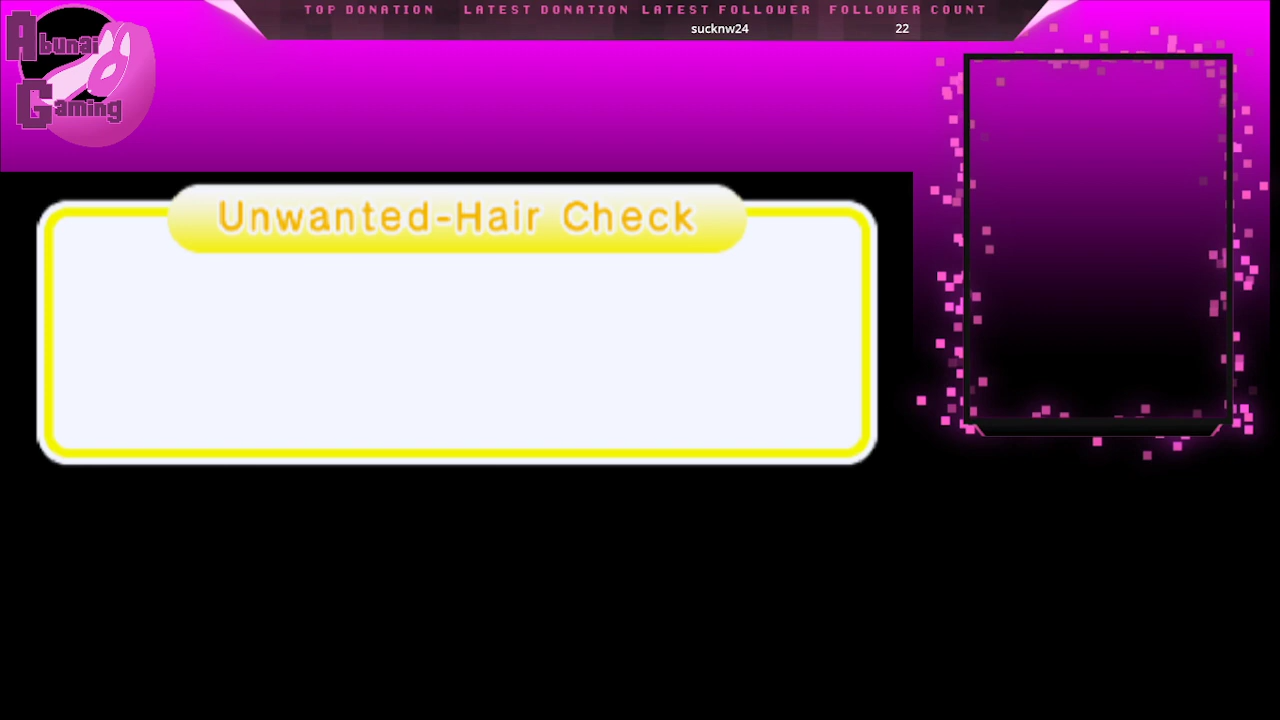 TOP DONATION LATEST DONATION LATEST FOLLOWER FOLLOWER COUNT
sucknw24 22
Abunai
Gaming
Unwanted-Hair Check